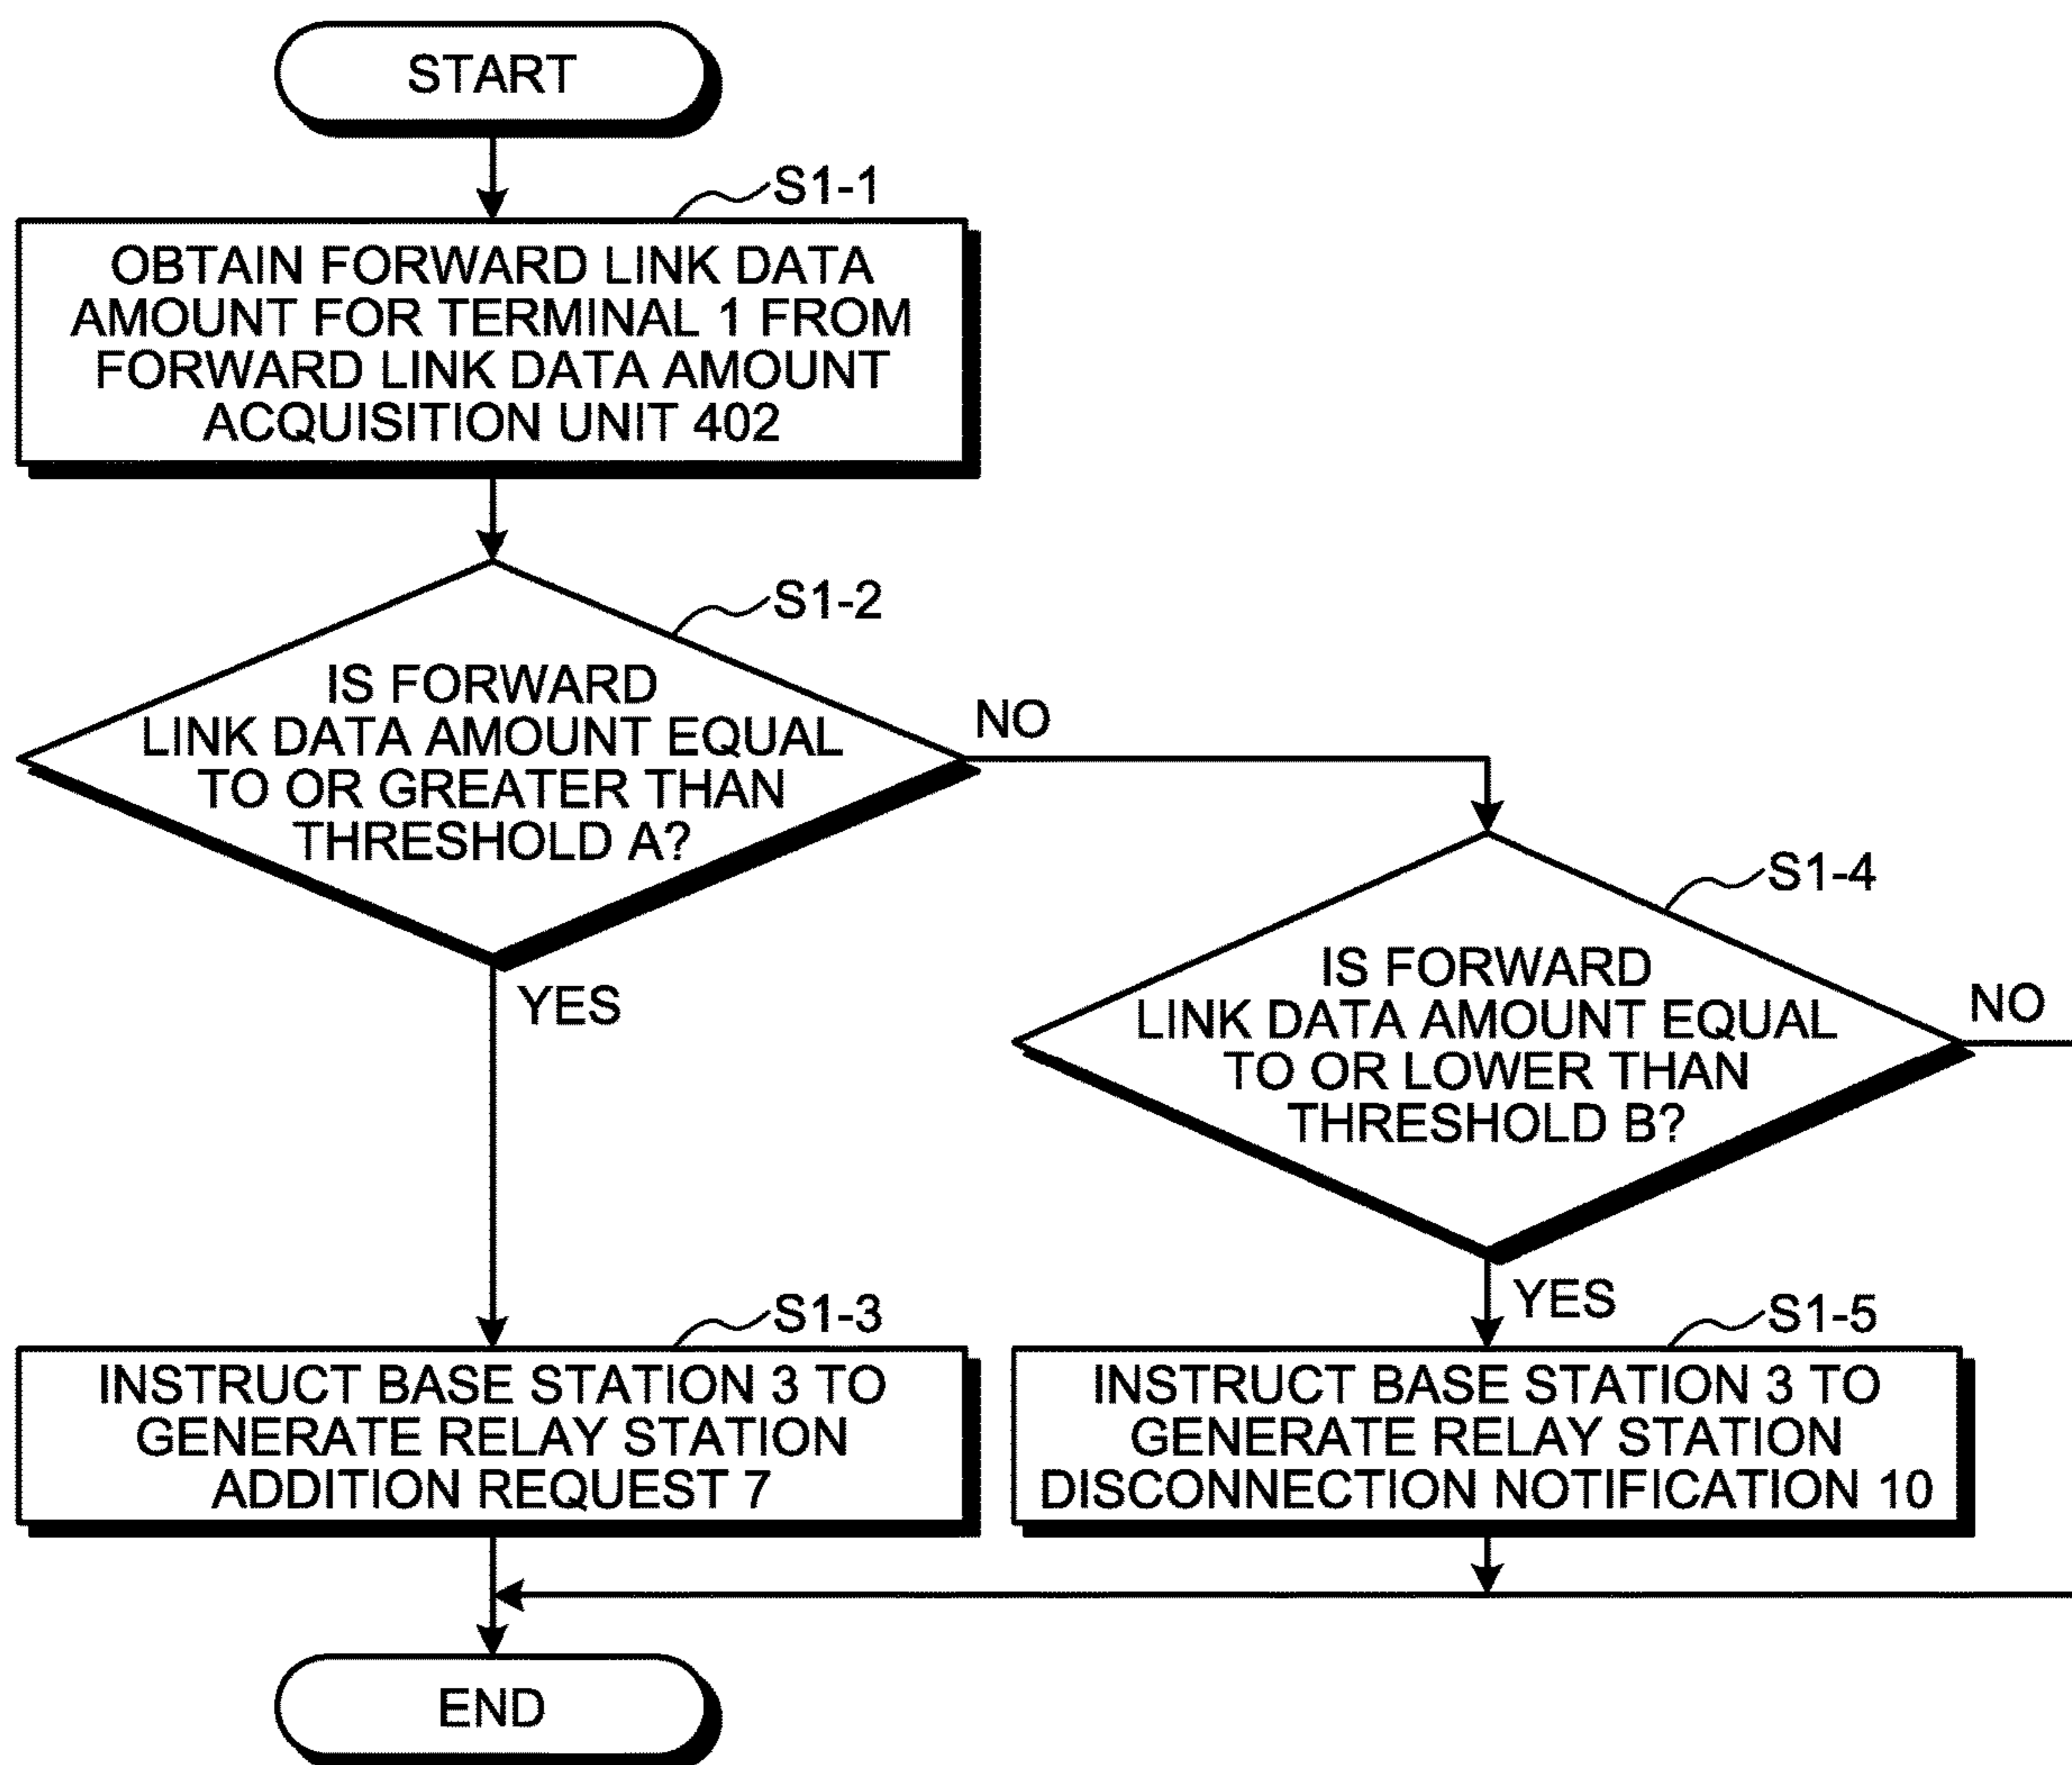 START
S1-1
OBTAIN FORWARD LINK DATA
AMOUNT FOR TERMINAL 1 FROM
FORWARD LINK DATA AMOUNT
ACQUISITION UNIT 402
S1-2
IS FORWARD
LINK DATA AMOUNT EQUAL
TO OR GREATER THAN
THRESHOLD A?
NO
YES
S1-4
IS FORWARD
LINK DATA AMOUNT EQUAL
TO OR LOWER THAN
THRESHOLD B?
NO
YES
S1-3
INSTRUCT BASE STATION 3 TO
GENERATE RELAY STATION
ADDITION REQUEST 7
S1-5
INSTRUCT BASE STATION 3 TO
GENERATE RELAY STATION
DISCONNECTION NOTIFICATION 10
END